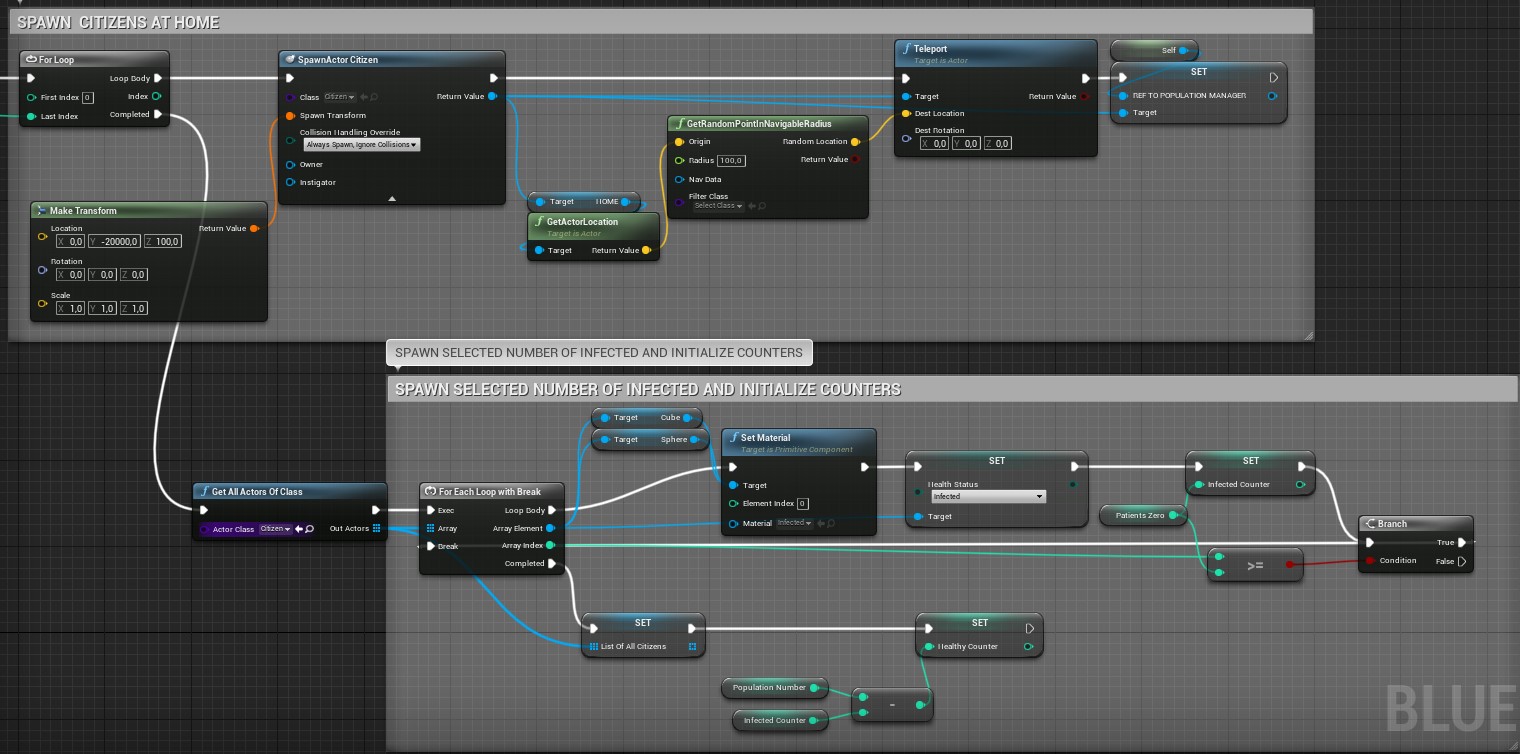 SPAWN CITIZENS AT HOME
For Loop
Loop Body
First Index 0
Index
Last Index
Completed
SpawnActor Citizen
Class Citizen
Return Value
Spawn Transform
Collision Handling Override
Always Spawn, Ignore Collisions
Owner
Instigator
Make Transform
Location
Return Value
X 0,0 Y -20000,0 Z 100,0
Rotation
X 0,0 Y 0,0 Z 0,0
Scale
X 1,0 Y 1,0 Z 1,0
Target HOME
GetActorLocation
Target is Actor
Target Return Value
GetRandomPointInNavigableRadius
Origin Random Location
Radius 100,0 Return Value
Nav Data
Filter Class
Select Class
Teleport
Target is Actor
Target Return Value
Dest Location
Dest Rotation
X 0,0 Y 0,0 Z 0,0
Self
SET
REF TO POPULATION MANAGER
Target
SPAWN SELECTED NUMBER OF INFECTED AND INITIALIZE COUNTERS
SPAWN SELECTED NUMBER OF INFECTED AND INITIALIZE COUNTERS
Get All Actors Of Class
Actor Class Citizen Out Actors
For Each Loop with Break
Exec Loop Body
Array Array Element
Break Array Index
Completed
Target Cube
Target Sphere
Set Material
Target is Primitive Component
Target
Element Index 0
Material Infected
SET
Health Status
Infected
Target
SET
Infected Counter
Patients Zero
>=
Branch
True
Condition False
SET
List Of All Citizens
SET
Healthy Counter
Population Number
-
Infected Counter
BLUE